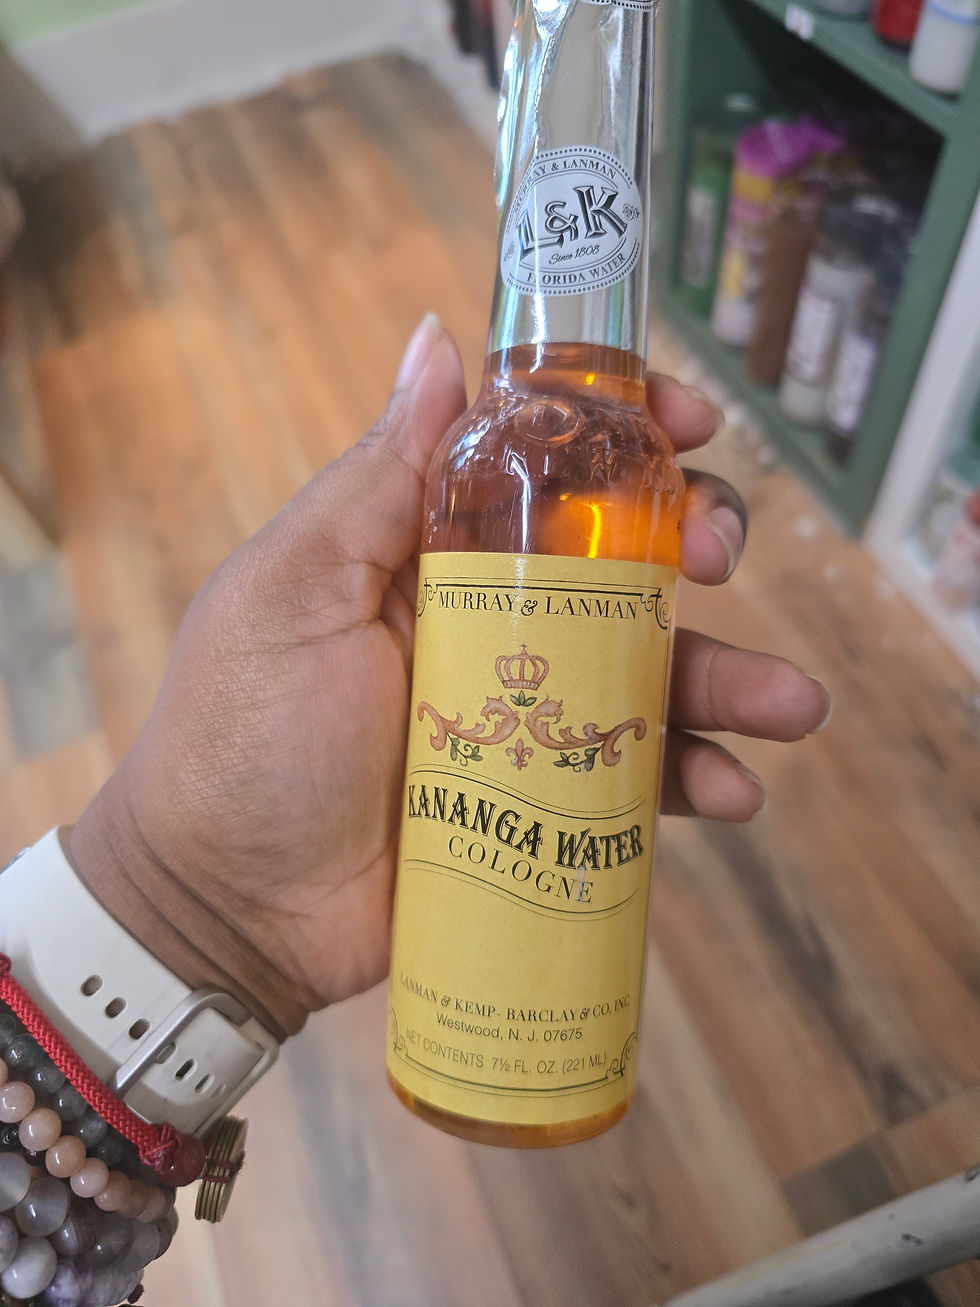 MURRAY & LANMAN
L&K
Since 1808
FLORIDA WATER
MURRAY & LANMAN
KANANGA WATER
COLOGNE
LANMAN & KEMP- BARCLAY & CO. INC
Westwood, N. J. 07675
NET CONTENTS 7½ FL. OZ. (221 ML)